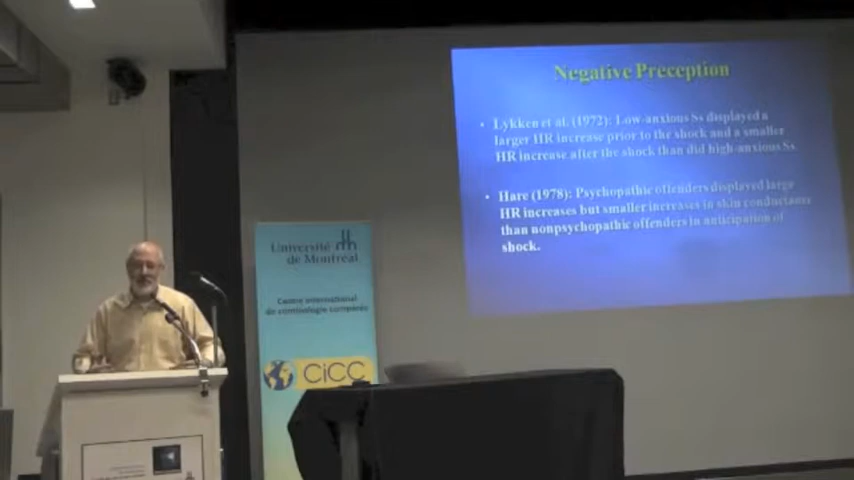 Negative Preception
• Lykken et al. (1972): Low-anxious Ss displayed a
larger HR increase prior to the shock and a smaller
HR increase after the shock than did high-anxious Ss.
• Hare (1978): Psychopathic offenders displayed large
HR increases but smaller increases in skin conductance
than nonpsychopathic offenders in anticipation of
shock.
Université
de Montréal
Centre international
de criminologie comparée
CiCC